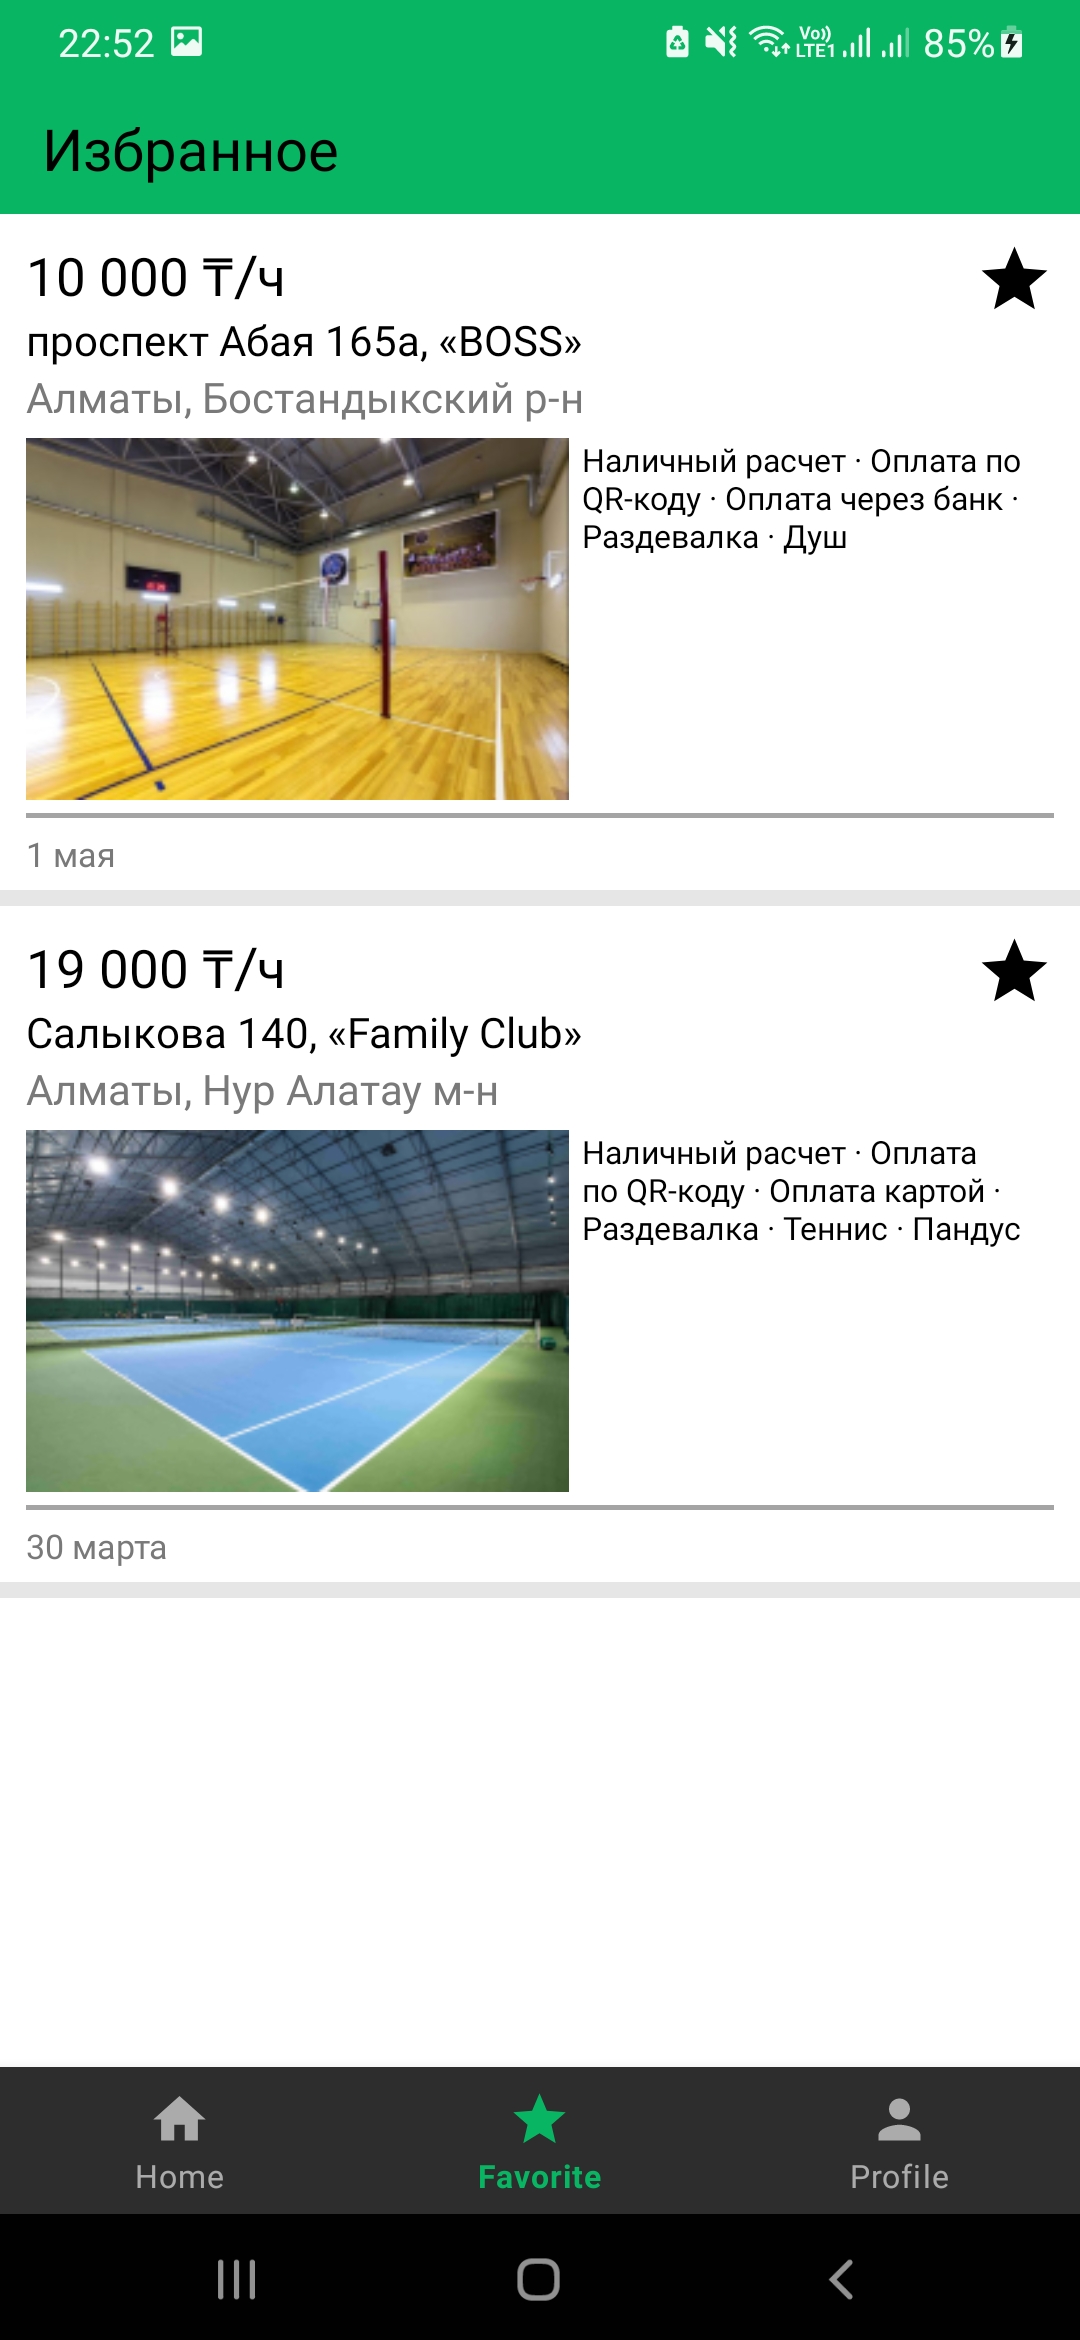 22:52 Vo)) LTE1 85%
Избранное
10 000 ₸/ч
проспект Абая 165а, «BOSS»
Алматы, Бостандыкский р-н
Наличный расчет · Оплата по
QR-коду · Оплата через банк ·
Раздевалка · Душ
1 мая
19 000 ₸/ч
Салыкова 140, «Family Club»
Алматы, Нур Алатау м-н
Наличный расчет · Оплата
по QR-коду · Оплата картой ·
Раздевалка · Теннис · Пандус
30 марта
Home Favorite Profile